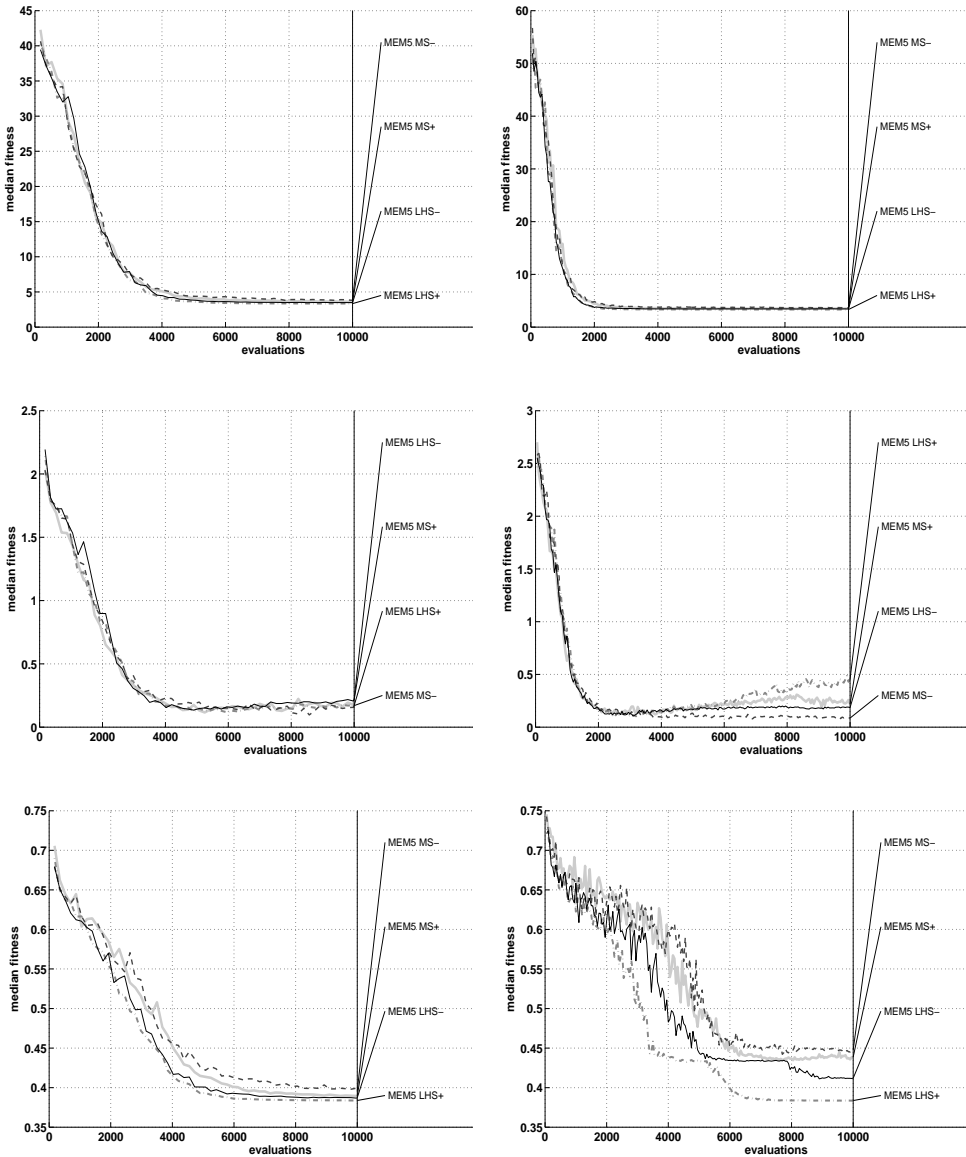 45
40
35
30
25
20
15
10
5
0
median fitness
0 2000 4000 6000 8000 10000
evaluations
MEM5 MS−
MEM5 MS+
MEM5 LHS−
MEM5 LHS+
60
50
40
30
20
10
0
median fitness
0 2000 4000 6000 8000 10000
evaluations
MEM5 MS−
MEM5 MS+
MEM5 LHS−
MEM5 LHS+
2.5
2
1.5
1
0.5
0
median fitness
0 2000 4000 6000 8000 10000
evaluations
MEM5 LHS−
MEM5 MS+
MEM5 LHS+
MEM5 MS−
3
2.5
2
1.5
1
0.5
0
median fitness
0 2000 4000 6000 8000 10000
evaluations
MEM5 LHS+
MEM5 MS+
MEM5 LHS−
MEM5 MS−
0.75
0.7
0.65
0.6
0.55
0.5
0.45
0.4
0.35
median fitness
0 2000 4000 6000 8000 10000
evaluations
MEM5 MS−
MEM5 MS+
MEM5 LHS−
MEM5 LHS+
0.75
0.7
0.65
0.6
0.55
0.5
0.45
0.4
0.35
median fitness
0 2000 4000 6000 8000 10000
evaluations
MEM5 MS−
MEM5 MS+
MEM5 LHS−
MEM5 LHS+